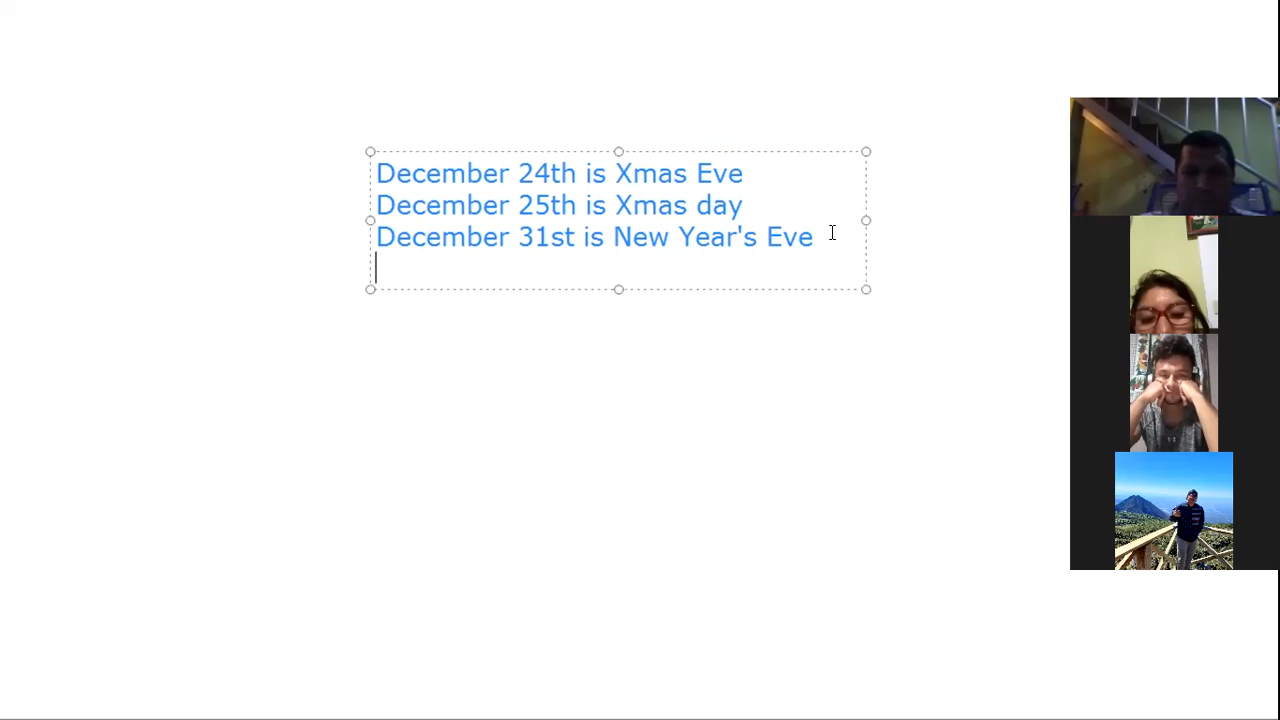 December 24th is Xmas Eve
December 25th is Xmas day
December 31st is New Year's Eve